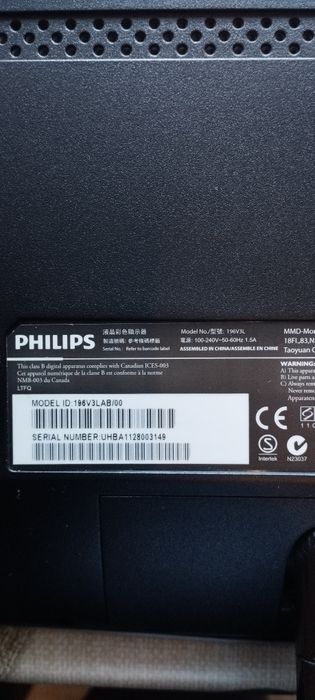 PHILIPS
液晶彩色顯示器
製造號碼: 參考條碼標籤
Serial No.: Refer to barcode label
Model No./型號: 196V3L
電源: 100-240V~50-60Hz 1.5A
ASSEMBLED IN CHINA/ASSEMBLE EN CHINE
MMD-Mo
18Fl.,83,N
Taoyuan C
This class B digital apparatus complies with Canadian ICES-003
Cet appareil numérique de la classe B est conforme à la norme
NMB-003 du Canada
LTFQ
WARNING:
A) This appara
B) Live parts a
C) Always remo
Never remo
Apparaten
MODEL ID:196V3LAB/00
SERIAL NUMBER:UHBA1128003149
CE
S
Intertek
N23037